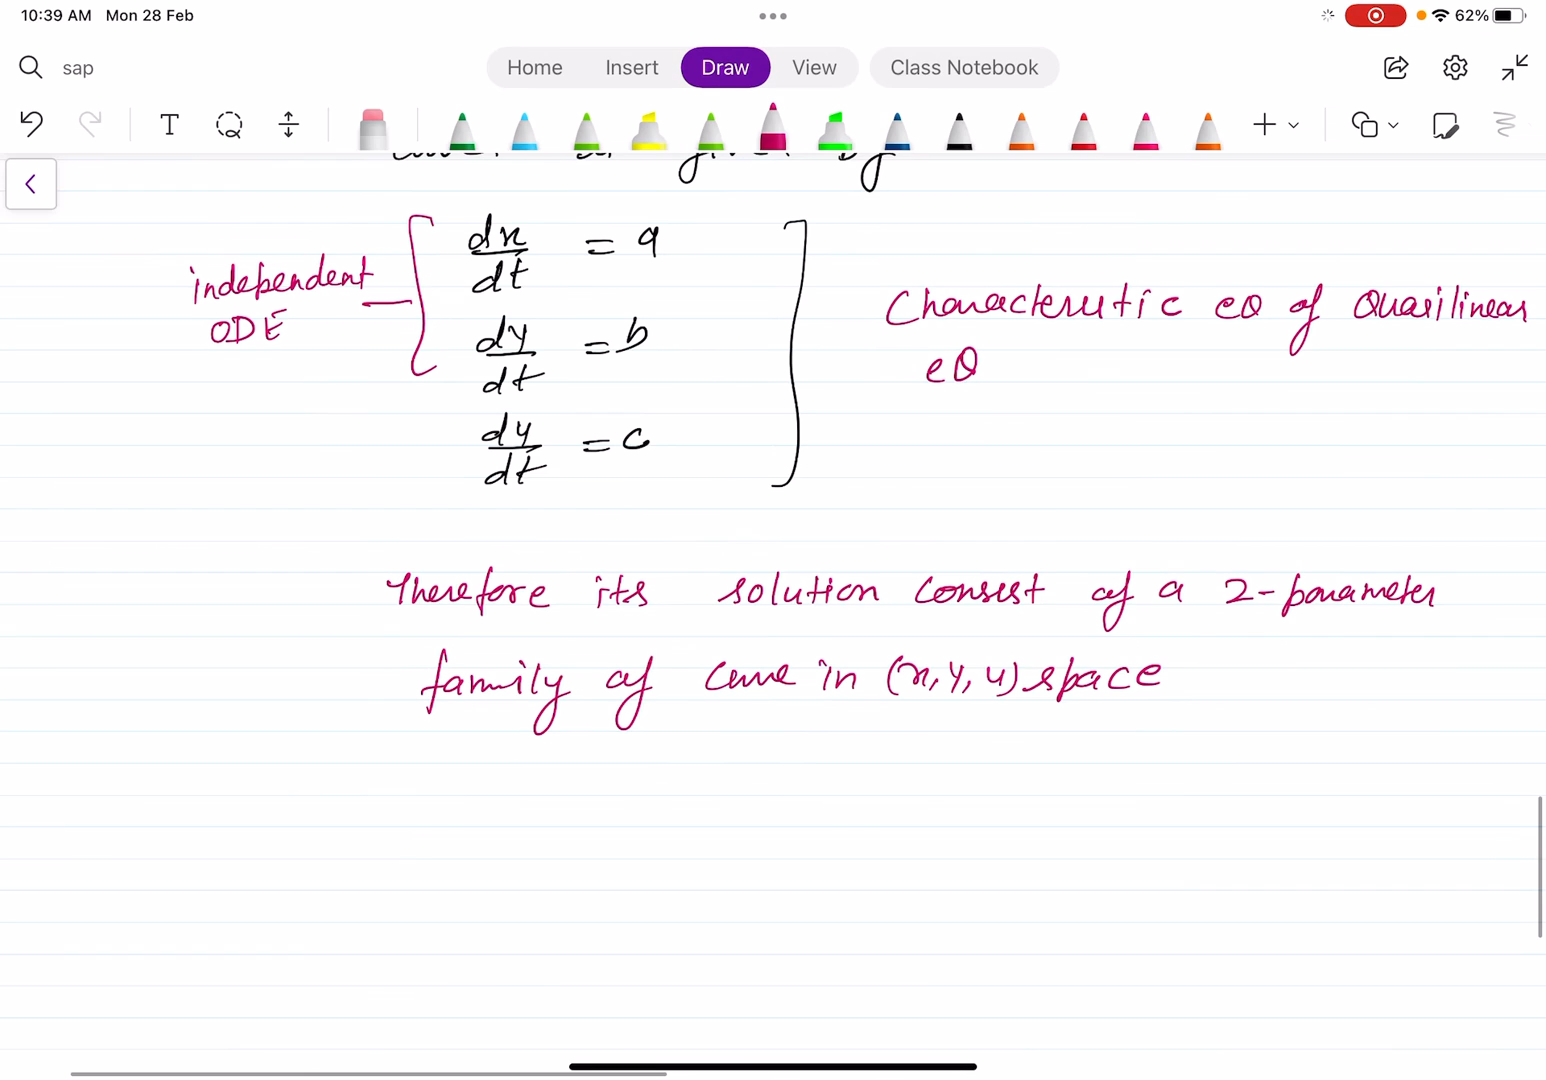 10:39 AM Mon 28 Feb
62%
sap
Home Insert Draw View Class Notebook
T
given by
dx/dt = a
independent
ODE
dy/dt = b
Characteristic eQ of Quasilinear
eQ
dy/dt = c
Therefore its solution consist of a 2-parameter
family of curve in (x, y, u) space